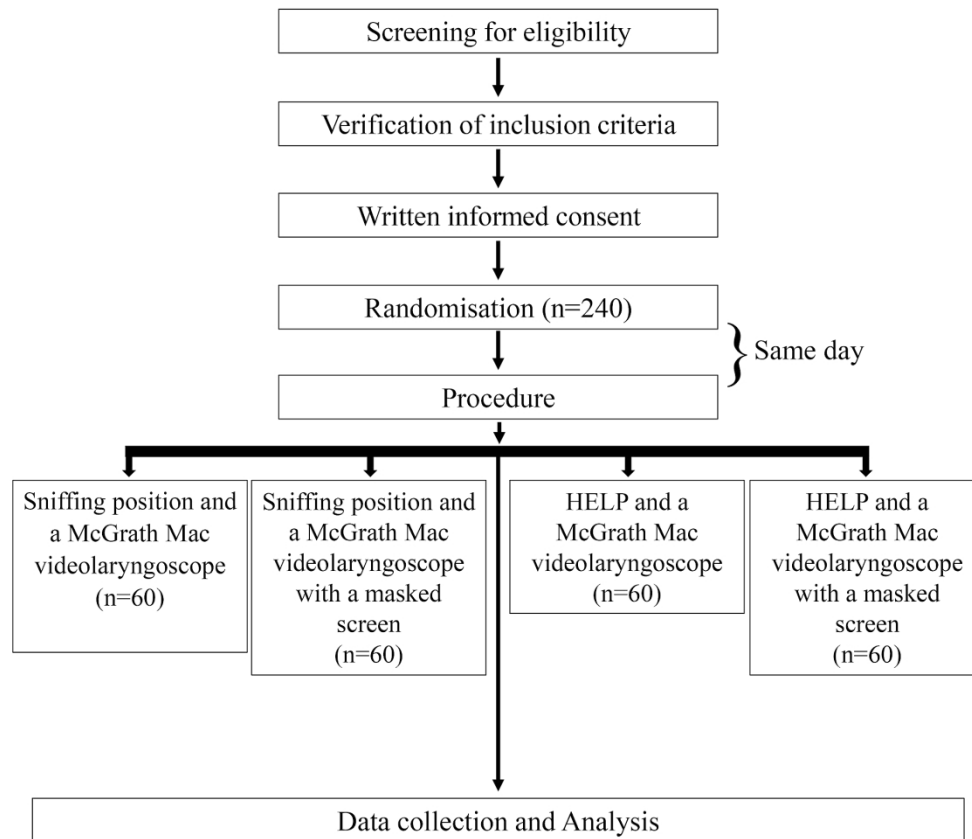 Screening for eligibility
Verification of inclusion criteria
Written informed consent
Randomisation (n=240)
Same day
Procedure
Sniffing position and
a McGrath Mac
videolaryngoscope
(n=60)
Sniffing position and
a McGrath Mac
videolaryngoscope
with a masked
screen
(n=60)
HELP and a
McGrath Mac
videolaryngoscope
(n=60)
HELP and a
McGrath Mac
videolaryngoscope
with a masked
screen
(n=60)
Data collection and Analysis